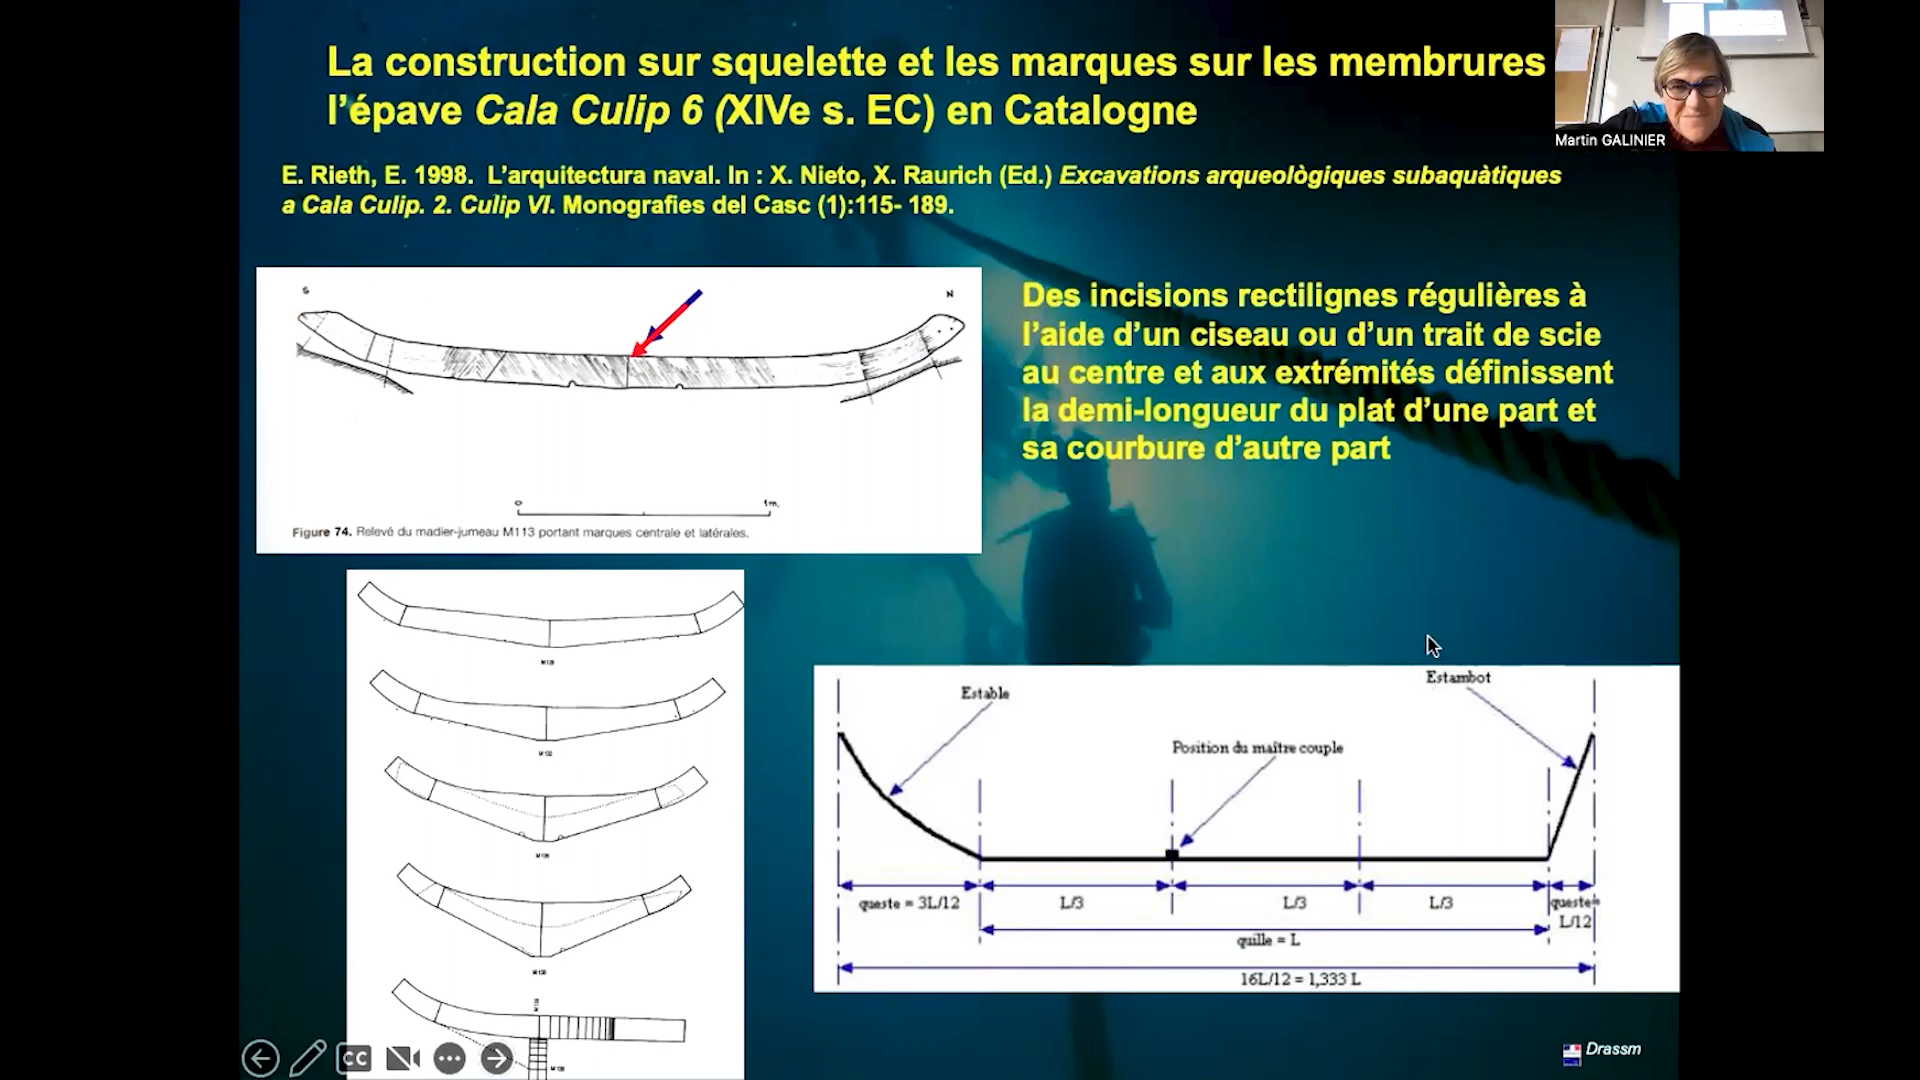 La construction sur squelette et les marques sur les membrures
l’épave Cala Culip 6 (XIVe s. EC) en Catalogne
Martin GALINIER
E. Rieth, E. 1998. L’arquitectura naval. In : X. Nieto, X. Raurich (Ed.) Excavations arqueològiques subaquàtiques
a Cala Culip. 2. Culip VI. Monografies del Casc (1):115- 189.
S
N
0
1m.
Figure 74. Relevé du madier-jumeau M113 portant marques centrale et latérales.
Des incisions rectilignes régulières à
l’aide d’un ciseau ou d’un trait de scie
au centre et aux extrémités définissent
la demi-longueur du plat d’une part et
sa courbure d’autre part
Estable
Estambot
Position du maître couple
queste = 3L/12
L/3
L/3
L/3
queste=
L/12
quille = L
16L/12 = 1,333 L
CC
Drassm